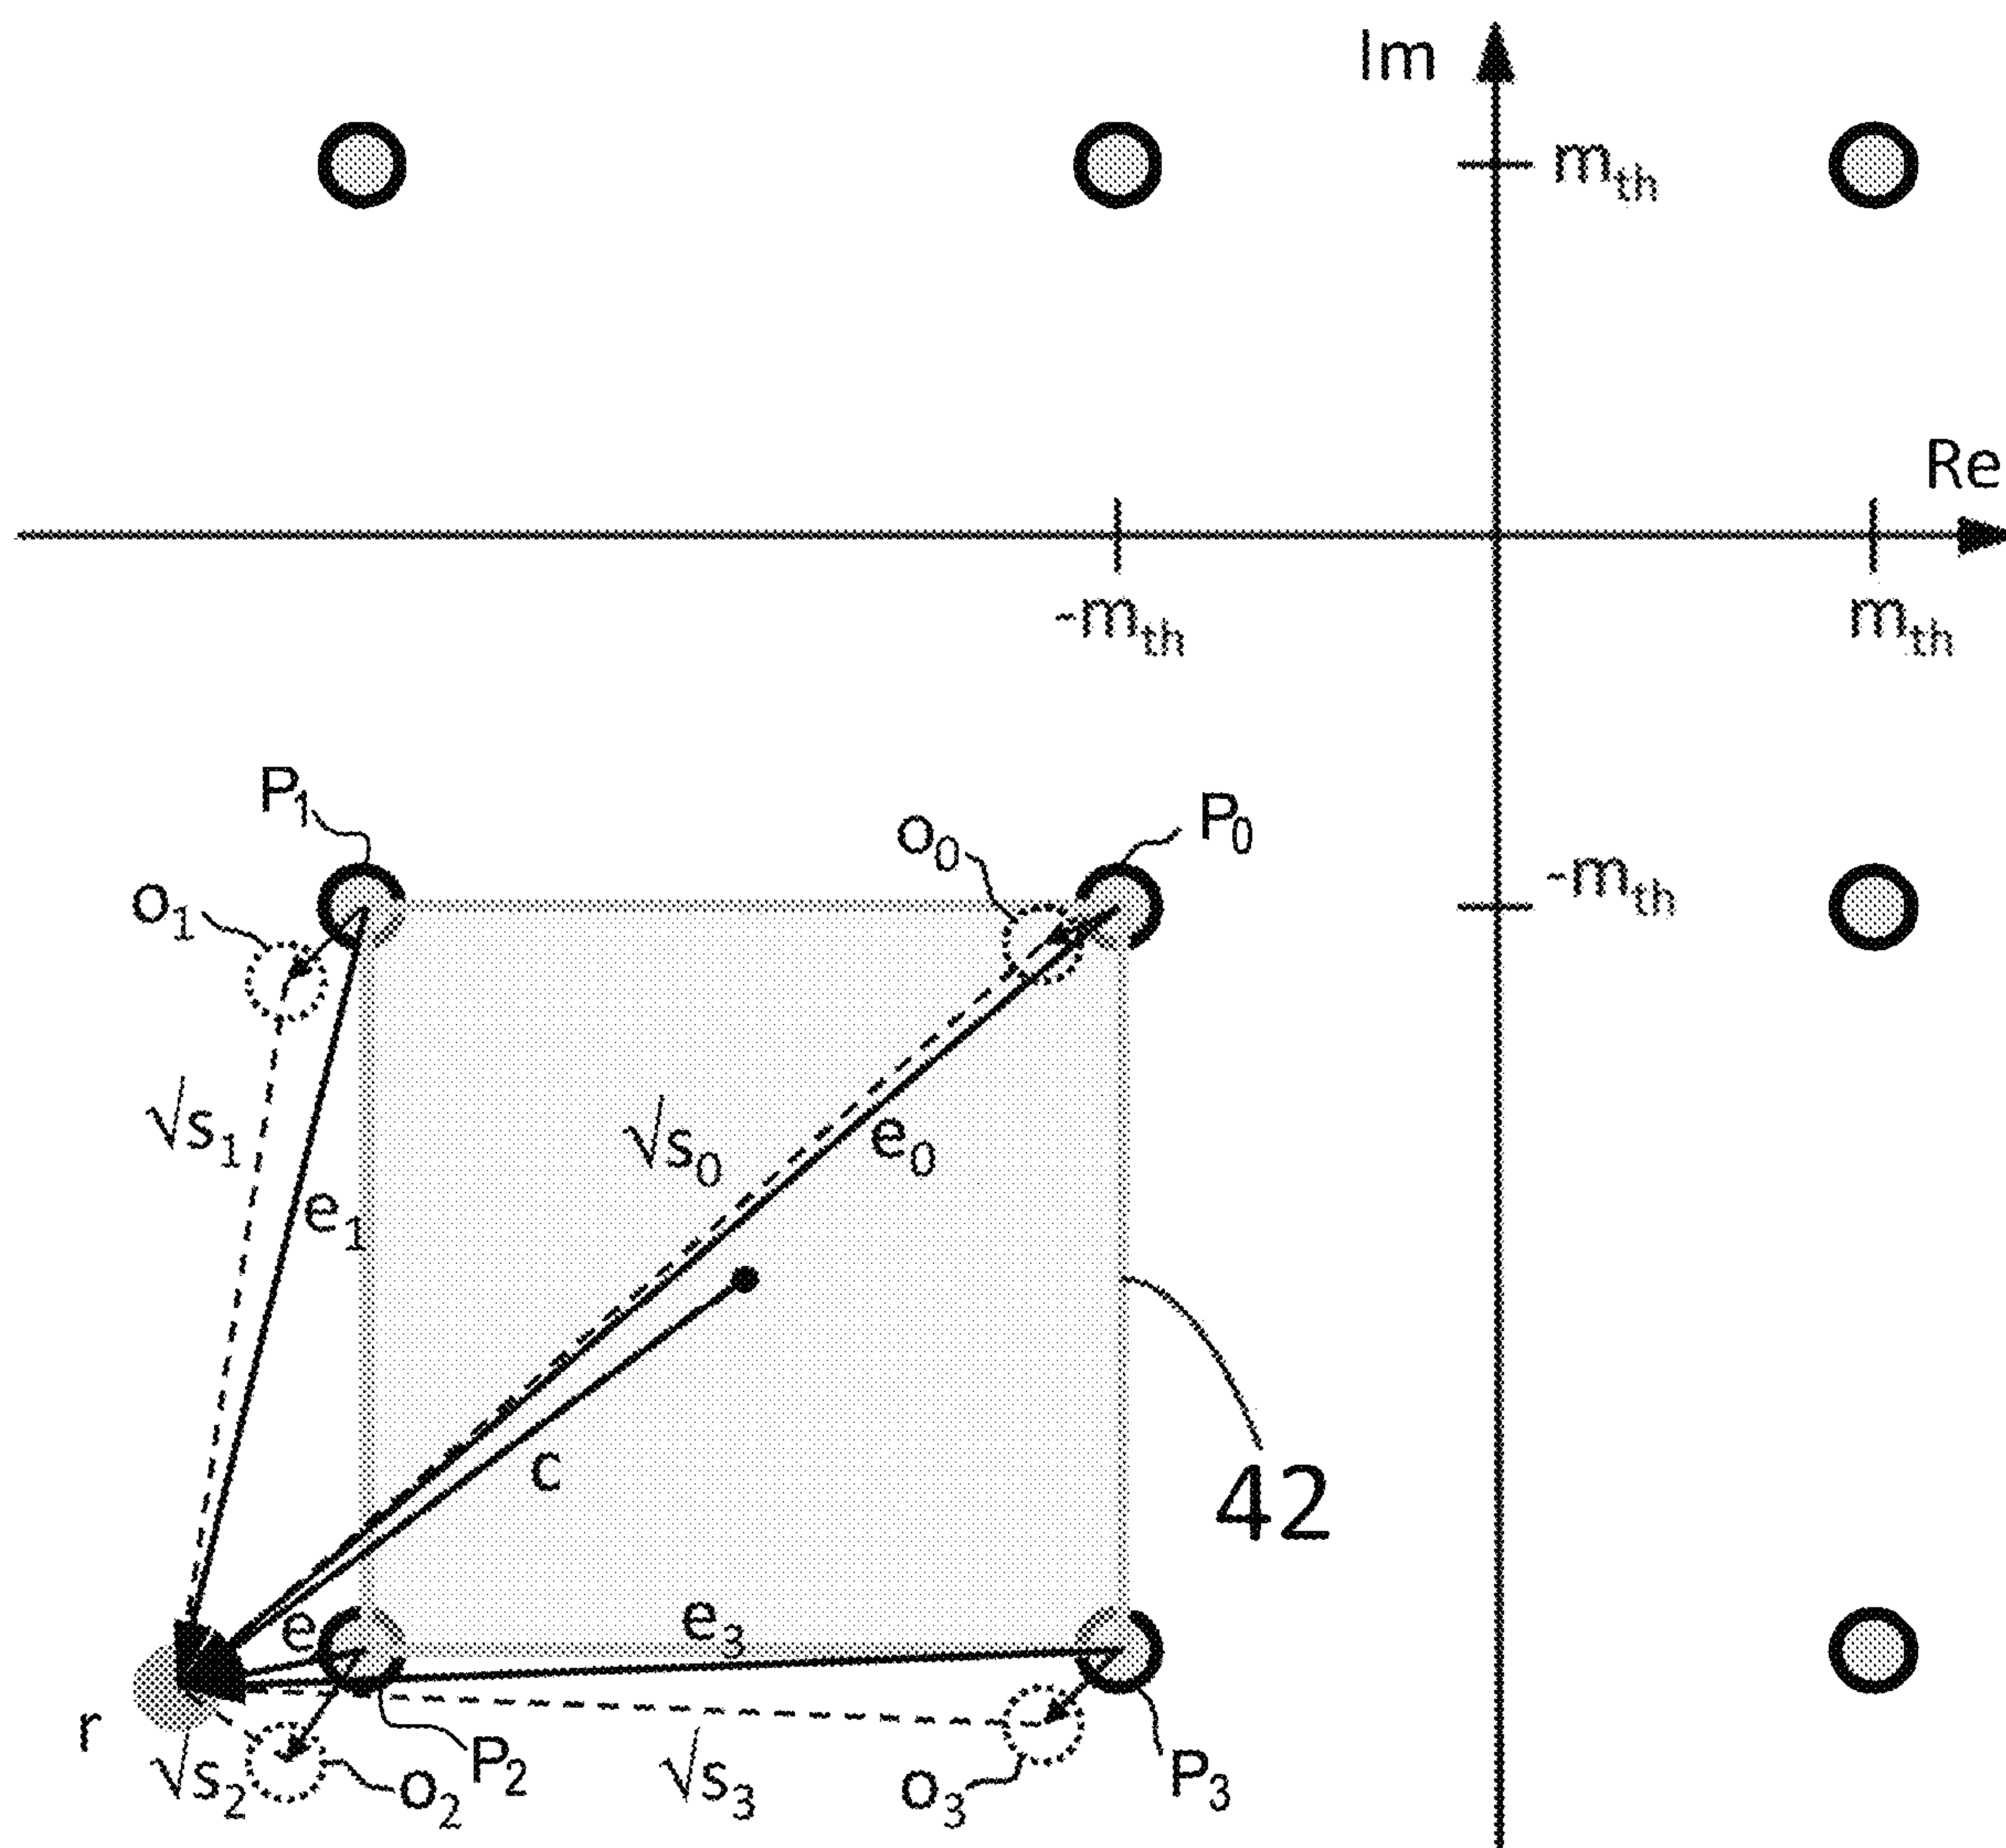 Im
m_th
Re
-m_th
m_th
P_1
P_0
o_0
-m_th
o_1
√s_1
√s_0
e_0
e_1
c
42
e
e_3
r
P_2
P_3
√s_2
o_2
√s_3
o_3